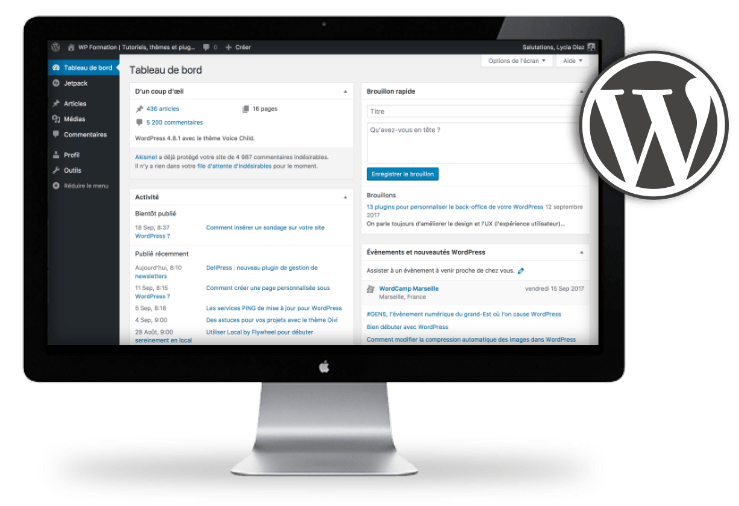 WP Formation | Tutoriels, thèmes et plug...
0
+ Créer
Salutations, Lycia Diaz
Tableau de bord
Jetpack
Articles
Médias
Commentaires
Profil
Outils
Réduire le menu
Options de l'écran ▼
Aide ▼
Tableau de bord
D'un coup d'œil
436 articles
16 pages
5 200 commentaires
WordPress 4.8.1 avec le thème Voice Child.
Akismet a déjà protégé votre site de 4 987 commentaires indésirables.
Il n'y a rien dans votre file d'attente d'indésirables pour le moment.
Activité
Bientôt publié
18 Sep, 8:37 Comment insérer un sondage sur votre site
WordPress ?
Publié récemment
Aujourd'hui, 8:10 DelPress : nouveau plugin de gestion de
newsletters
11 Sep, 8:15 Comment créer une page personnalisée sous
WordPress ?
5 Sep, 8:18 Les services PING de mise à jour pour WordPress
4 Sep, 9:00 Des astuces pour vos projets avec le thème Divi
28 Août, 9:00 Utiliser Local by Flywheel pour débuter
sereinement en local
Brouillon rapide
Titre
Qu'avez-vous en tête ?
Enregistrer le brouillon
Brouillons
13 plugins pour personnaliser le back-office de votre WordPress 12 septembre
2017
On parle toujours d'améliorer le design et l'UX (l'expérience utilisateur)...
Évènements et nouveautés WordPress
Assister à un évènement à venir proche de chez vous.
WordCamp Marseille vendredi 15 Sep 2017
Marseille, France
#GEN5, l'évènement numérique du grand-Est où l'on cause WordPress
Bien débuter avec WordPress
Comment modifier la compression automatique des images dans WordPress
W